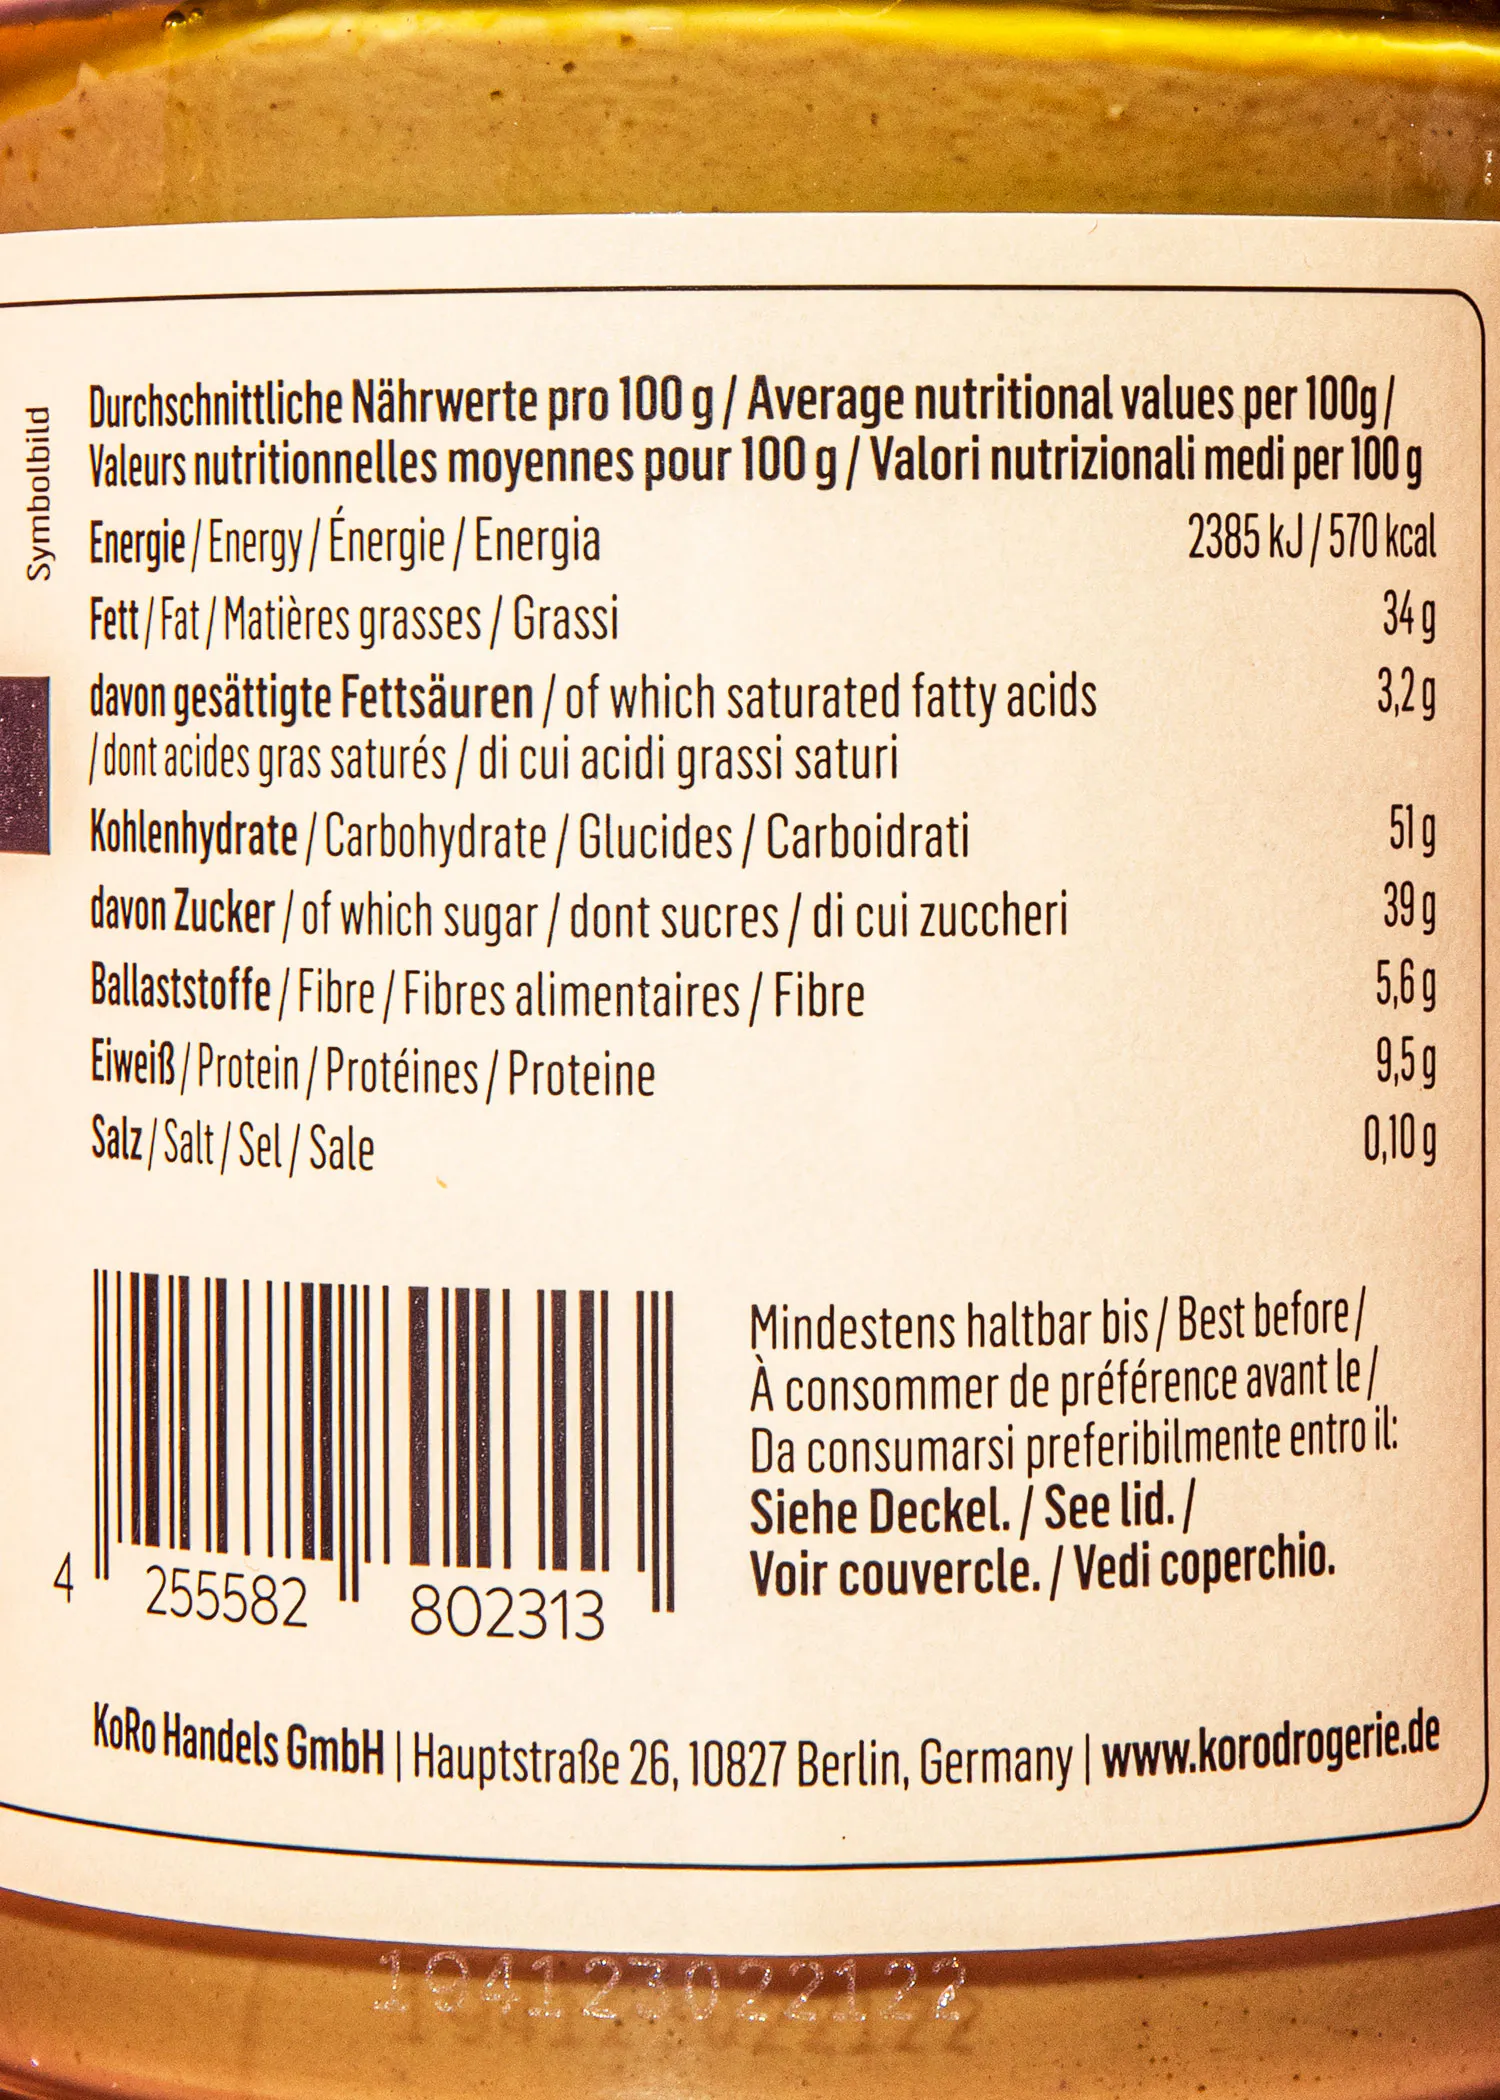 Symbolbild
Durchschnittliche Nährwerte pro 100 g / Average nutritional values per 100g /
Valeurs nutritionnelles moyennes pour 100 g / Valori nutrizionali medi per 100 g
Energie / Energy / Énergie / Energia 2385 kJ / 570 kcal
Fett / Fat / Matières grasses / Grassi 34 g
davon gesättigte Fettsäuren / of which saturated fatty acids 3,2 g
/ dont acides gras saturés / di cui acidi grassi saturi
Kohlenhydrate / Carbohydrate / Glucides / Carboidrati 51 g
davon Zucker / of which sugar / dont sucres / di cui zuccheri 39 g
Ballaststoffe / Fibre / Fibres alimentaires / Fibre 5,6 g
Eiweiß / Protein / Protéines / Proteine 9,5 g
Salz / Salt / Sel / Sale 0,10 g
Mindestens haltbar bis / Best before /
À consommer de préférence avant le /
Da consumarsi preferibilmente entro il:
Siehe Deckel. / See lid. /
Voir couvercle. / Vedi coperchio.
4 255582 802313
KoRo Handels GmbH | Hauptstraße 26, 10827 Berlin, Germany | www.korodrogerie.de
194123022122